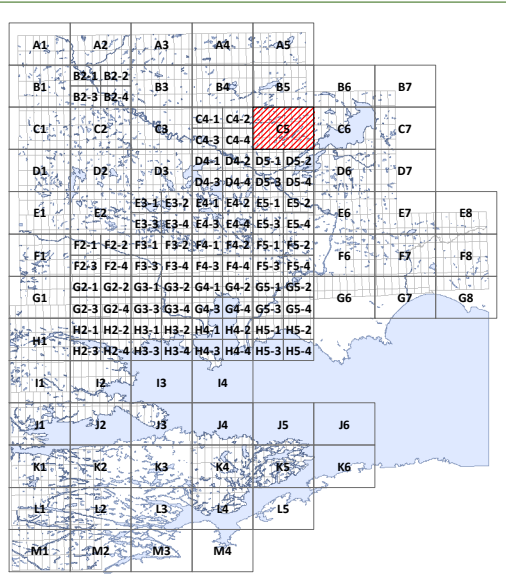 A1 A2 A3 A4 A5
B2-1 B2-2
B1 B3 B4 B5 B6 B7
B2-3 B2-4
C4-1 C4-2
C1 C2 C3 C5 C6 C7
C4-3 C4-4
D4-1 D4-2 D5-1 D5-2
D1 D2 D3 D6 D7
D4-3 D4-4 D5-3 D5-4
E3-1 E3-2 E4-1 E4-2 E5-1 E5-2
E1 E2 E6 E7 E8
E3-3 E3-4 E4-3 E4-4 E5-3 E5-4
F2-1 F2-2 F3-1 F3-2 F4-1 F4-2 F5-1 F5-2
F1 F6 F7 F8
F2-3 F2-4 F3-3 F3-4 F4-3 F4-4 F5-3 F5-4
G2-1 G2-2 G3-1 G3-2 G4-1 G4-2 G5-1 G5-2
G1 G6 G7 G8
G2-3 G2-4 G3-3 G3-4 G4-3 G4-4 G5-3 G5-4
H2-1 H2-2 H3-1 H3-2 H4-1 H4-2 H5-1 H5-2
H1
H2-3 H2-4 H3-3 H3-4 H4-3 H4-4 H5-3 H5-4
I1 I2 I3 I4
J1 J2 J3 J4 J5 J6
K1 K2 K3 K4 K5 K6
L1 L2 L3 L4 L5
M1 M2 M3 M4